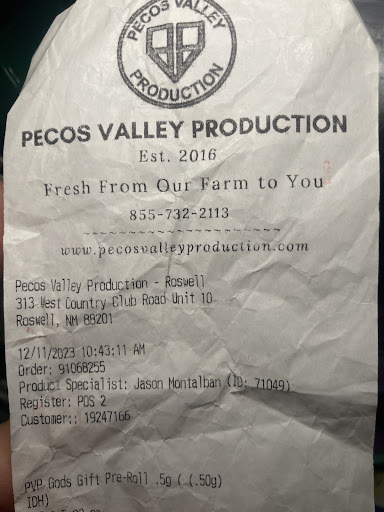 PECOS VALLEY
PRODUCTION
PECOS VALLEY PRODUCTION
Est. 2016
Fresh From Our Farm to You
855-732-2113
www.pecosvalleyproduction.com
Pecos Valley Production - Roswell
313 West Country Club Road Unit 10
Roswell, NM 88201
12/11/2023 10:43:11 AM
Order: 91068255
Product Specialist: Jason Montalban (ID: 71049)
Register: POS 2
Customer:: 19247166
PVP Gods Gift Pre-Roll .5g ( (.50g)